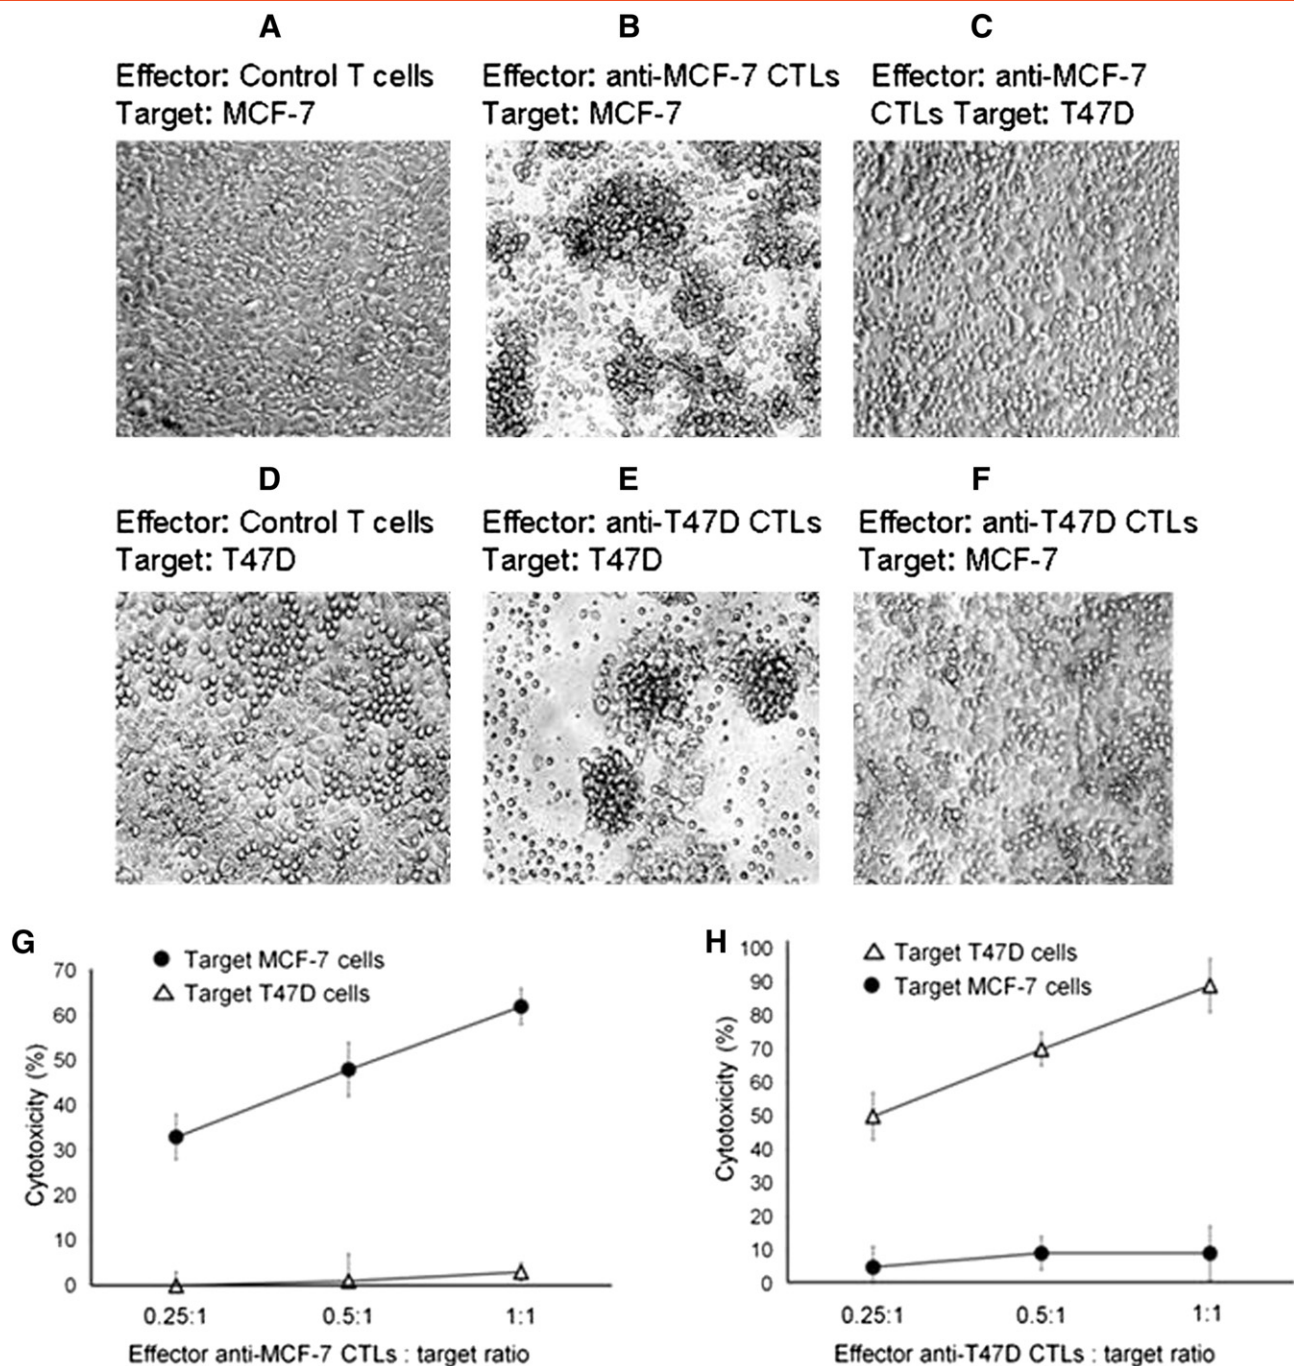 A
B
C
Effector: Control T cells
Target: MCF-7
Effector: anti-MCF-7 CTLs
Target: MCF-7
Effector: anti-MCF-7
CTLs Target: T47D
D
E
F
Effector: Control T cells
Target: T47D
Effector: anti-T47D CTLs
Target: T47D
Effector: anti-T47D CTLs
Target: MCF-7
G
Target MCF-7 cells
Target T47D cells
Cytotoxicity (%)
70
60
50
40
30
20
10
0
0.25:1
0.5:1
1:1
Effector anti-MCF-7 CTLs : target ratio
H
Target T47D cells
Target MCF-7 cells
Cytotoxicity (%)
100
90
80
70
60
50
40
30
20
10
0
0.25:1
0.5:1
1:1
Effector anti-T47D CTLs : target ratio